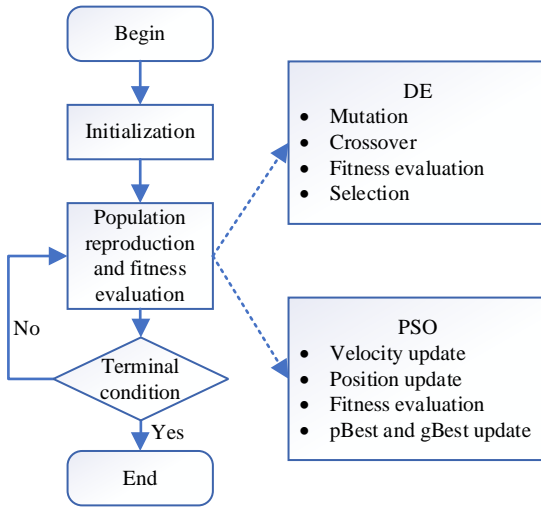 Begin
Initialization
Population
reproduction
and fitness
evaluation
No
Terminal
condition
Yes
End
DE
• Mutation
• Crossover
• Fitness evaluation
• Selection
PSO
• Velocity update
• Position update
• Fitness evaluation
• pBest and gBest update